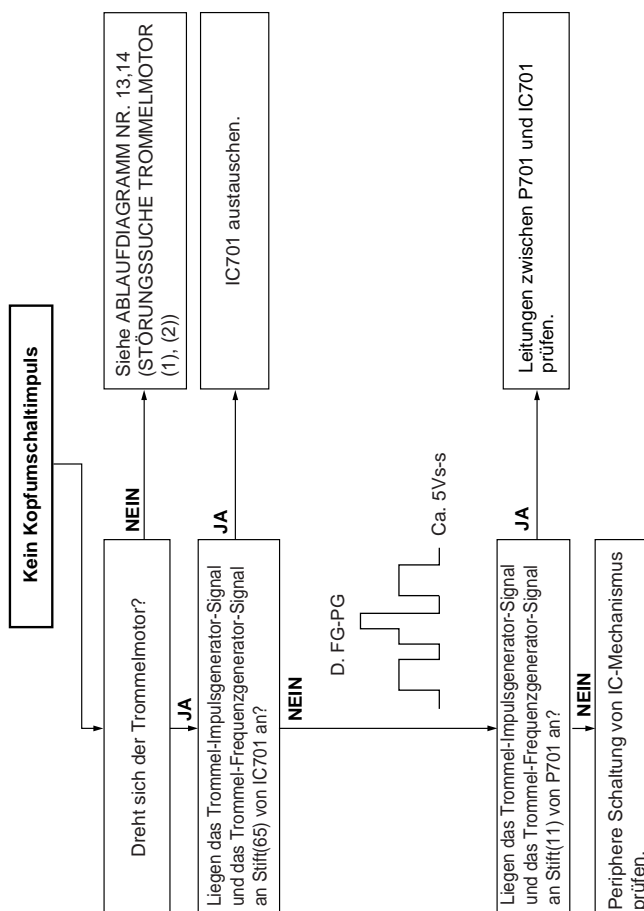 Kein Kopfumschaltimpuls
Dreht sich der Trommelmotor?
NEIN
Siehe ABLAUFDIAGRAMM NR. 13,14
(STÖRUNGSSUCHE TROMMELMOTOR
(1), (2))
JA
Liegen das Trommel-Impulsgenerator-Signal
und das Trommel-Frequenzgenerator-Signal
an Stift(65) von IC701 an?
JA
IC701 austauschen.
NEIN
D. FG-PG
Ca. 5Vs-s
Liegen das Trommel-Impulsgenerator-Signal
und das Trommel-Frequenzgenerator-Signal
an Stift(11) von P701 an?
JA
Leitungen zwischen P701 und IC701
prüfen.
NEIN
Periphere Schaltung von IC-Mechanismus
prüfen.